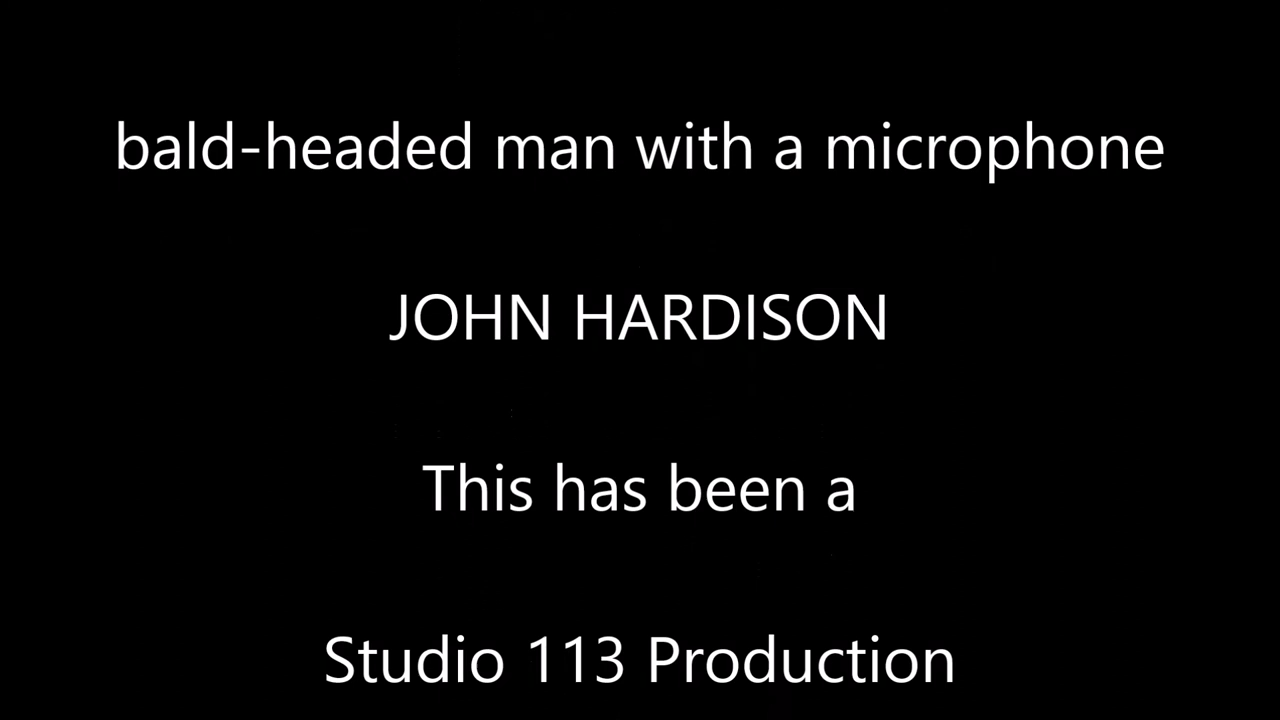 bald-headed man with a microphone
JOHN HARDISON
This has been a
Studio 113 Production